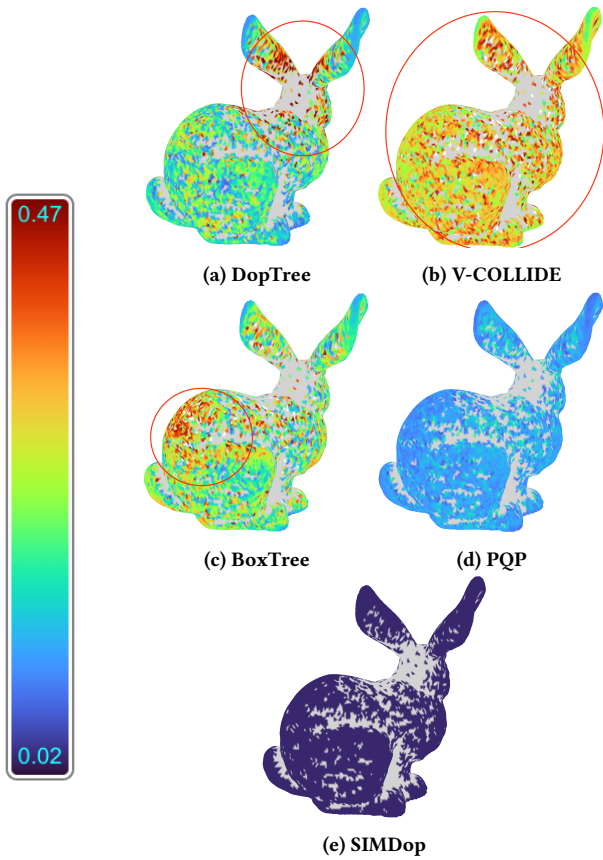 0.47
0.02
(a) DopTree
(b) V-COLLIDE
(c) BoxTree
(d) PQP
(e) SIMDop